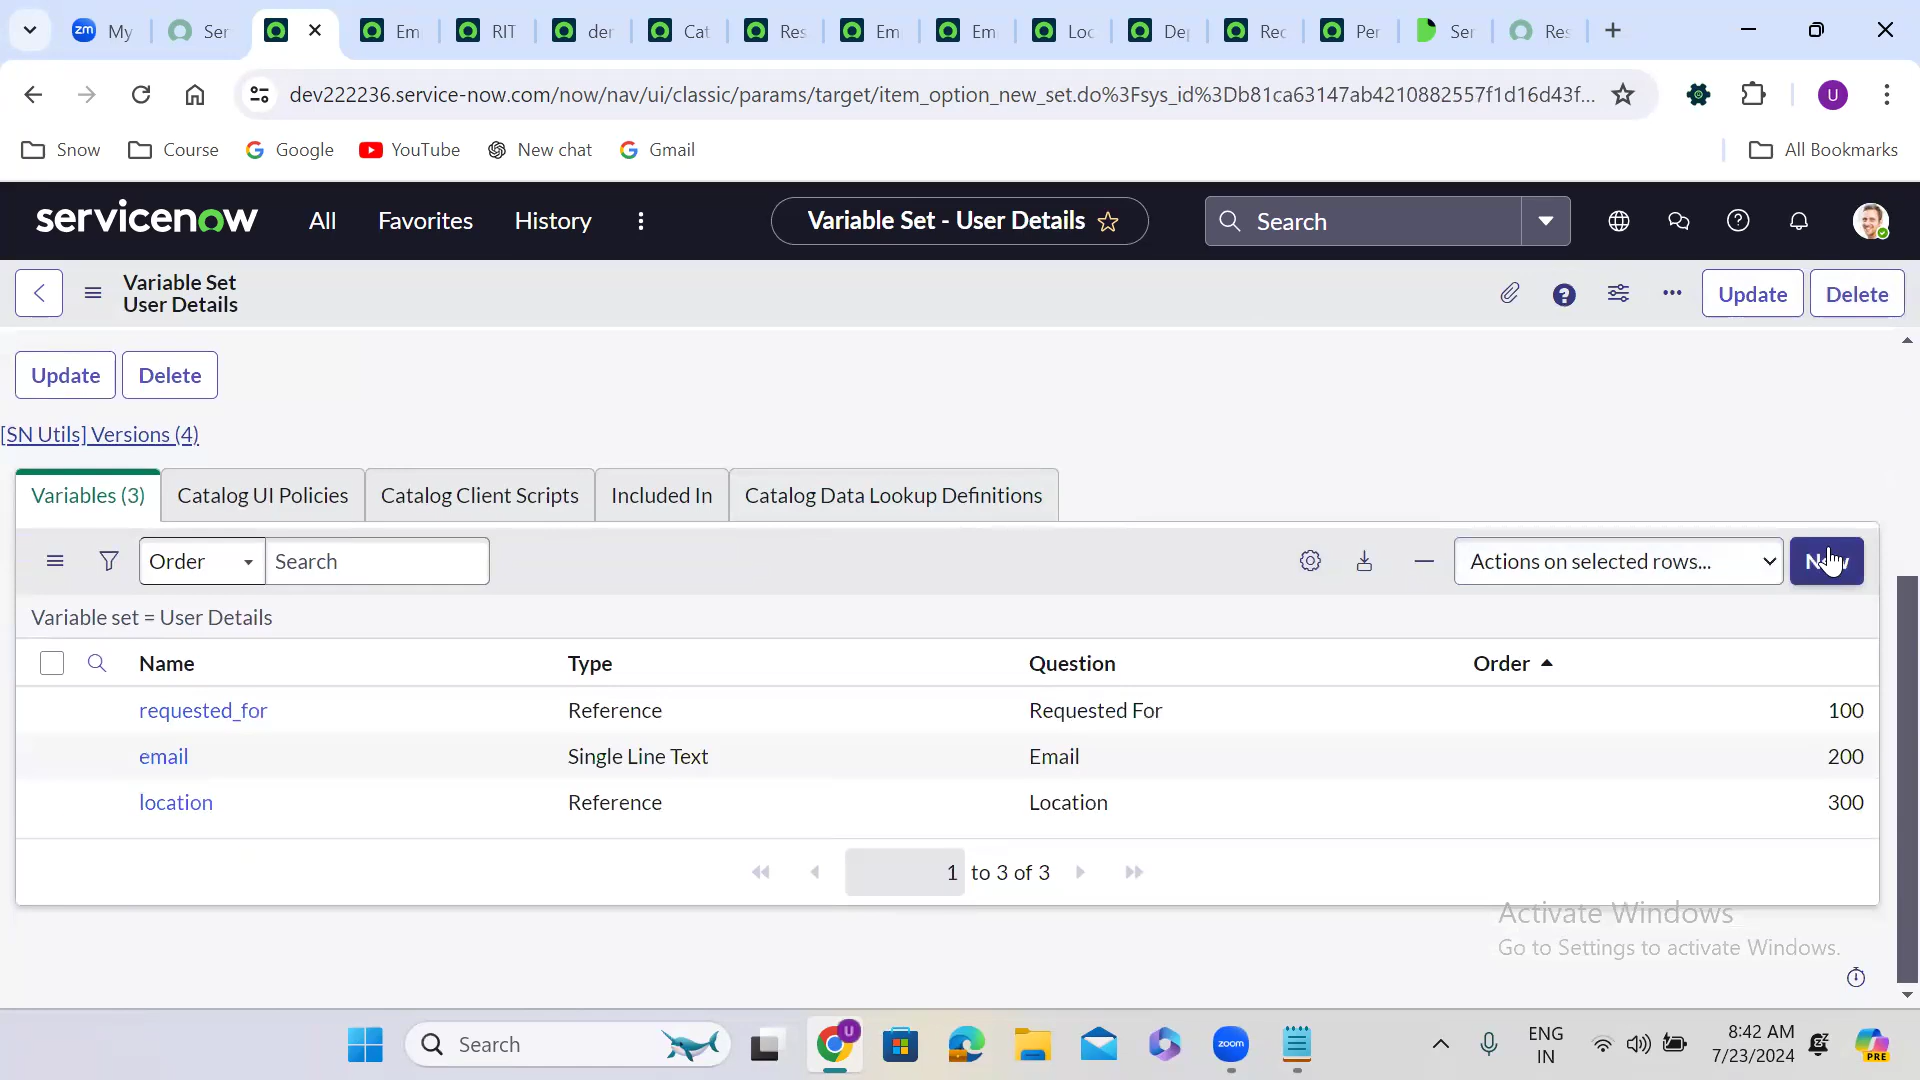 zm My
Ser
Em
RIT
der
Cat
Res
Em
Em
Loc
De
Rec
Per
Ser
Res
dev222236.service-now.com/now/nav/ui/classic/params/target/item_option_new_set.do%3Fsys_id%3Db81ca63147ab4210882557f1d16d43f...
U
Snow
Course
Google
YouTube
New chat
Gmail
All Bookmarks
servicenow
All
Favorites
History
Variable Set - User Details
Search
Variable Set
User Details
Update
Delete
Update
Delete
[SN Utils] Versions (4)
Variables (3)
Catalog UI Policies
Catalog Client Scripts
Included In
Catalog Data Lookup Definitions
Order
Search
Actions on selected rows...
Variable set = User Details
Name
Type
Question
Order
requested_for
Reference
Requested For
100
email
Single Line Text
Email
200
location
Reference
Location
300
1 to 3 of 3
Activate Windows
Go to Settings to activate Windows.
Search
U
zoom
ENG
IN
8:42 AM
7/23/2024
PRE